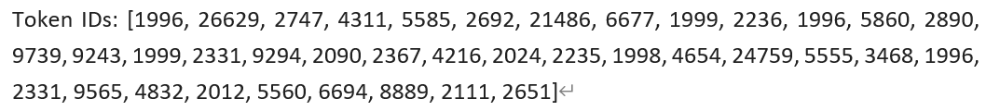 Token IDs: [1996, 26629, 2747, 4311, 5585, 2692, 21486, 6677, 1999, 2236, 1996, 5860, 2890,
9739, 9243, 1999, 2331, 9294, 2090, 2367, 4216, 2024, 2235, 1998, 4654, 24759, 5555, 3468, 1996,
2331, 9565, 4832, 2012, 5560, 6694, 8889, 2111, 2651]↵